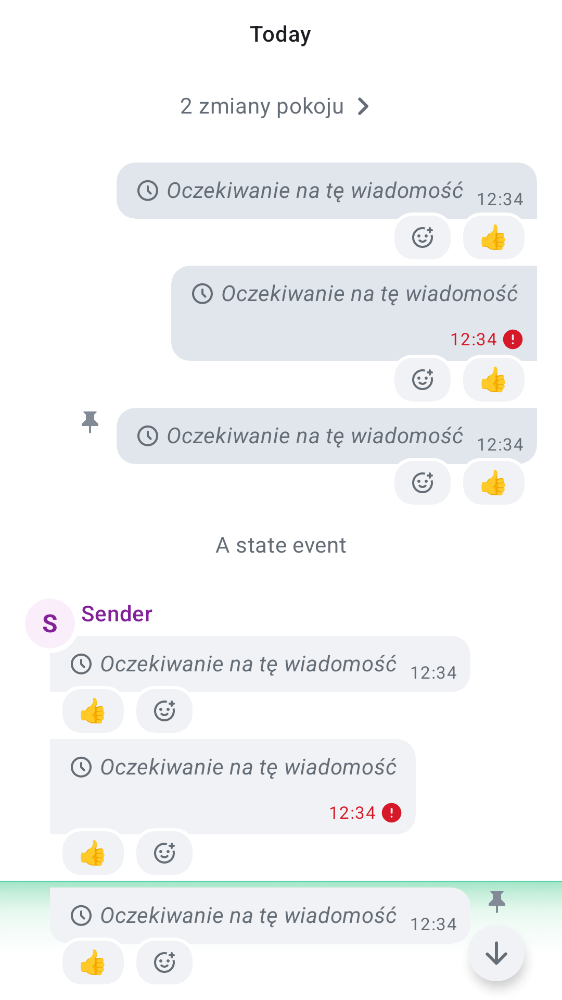 Today
2 zmiany pokoju
Oczekiwanie na tę wiadomość 12:34
Oczekiwanie na tę wiadomość
12:34
Oczekiwanie na tę wiadomość 12:34
A state event
S Sender
Oczekiwanie na tę wiadomość 12:34
Oczekiwanie na tę wiadomość
12:34
Oczekiwanie na tę wiadomość 12:34